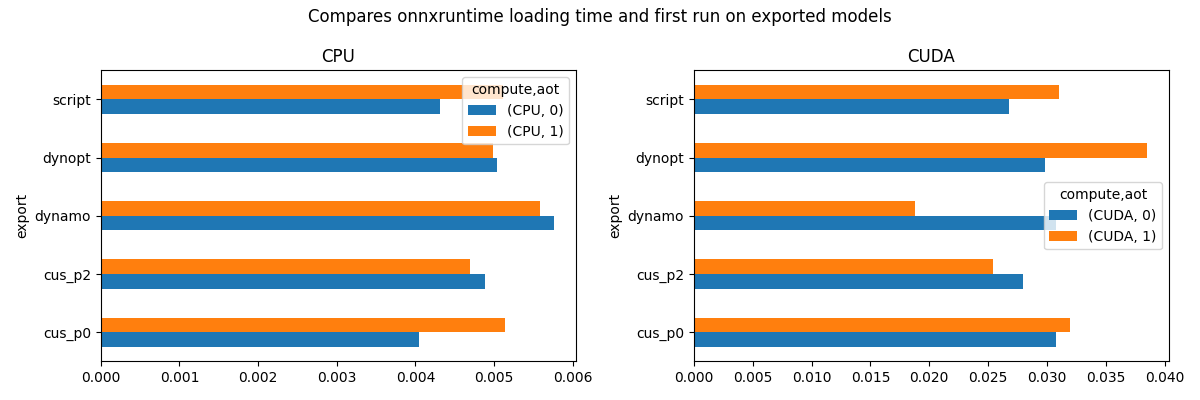 Compares onnxruntime loading time and first run on exported models
CPU
export
script
dynopt
dynamo
cus_p2
cus_p0
compute,aot
(CPU, 0)
(CPU, 1)
0.000 0.001 0.002 0.003 0.004 0.005 0.006
CUDA
export
script
dynopt
dynamo
cus_p2
cus_p0
compute,aot
(CUDA, 0)
(CUDA, 1)
0.000 0.005 0.010 0.015 0.020 0.025 0.030 0.035 0.040